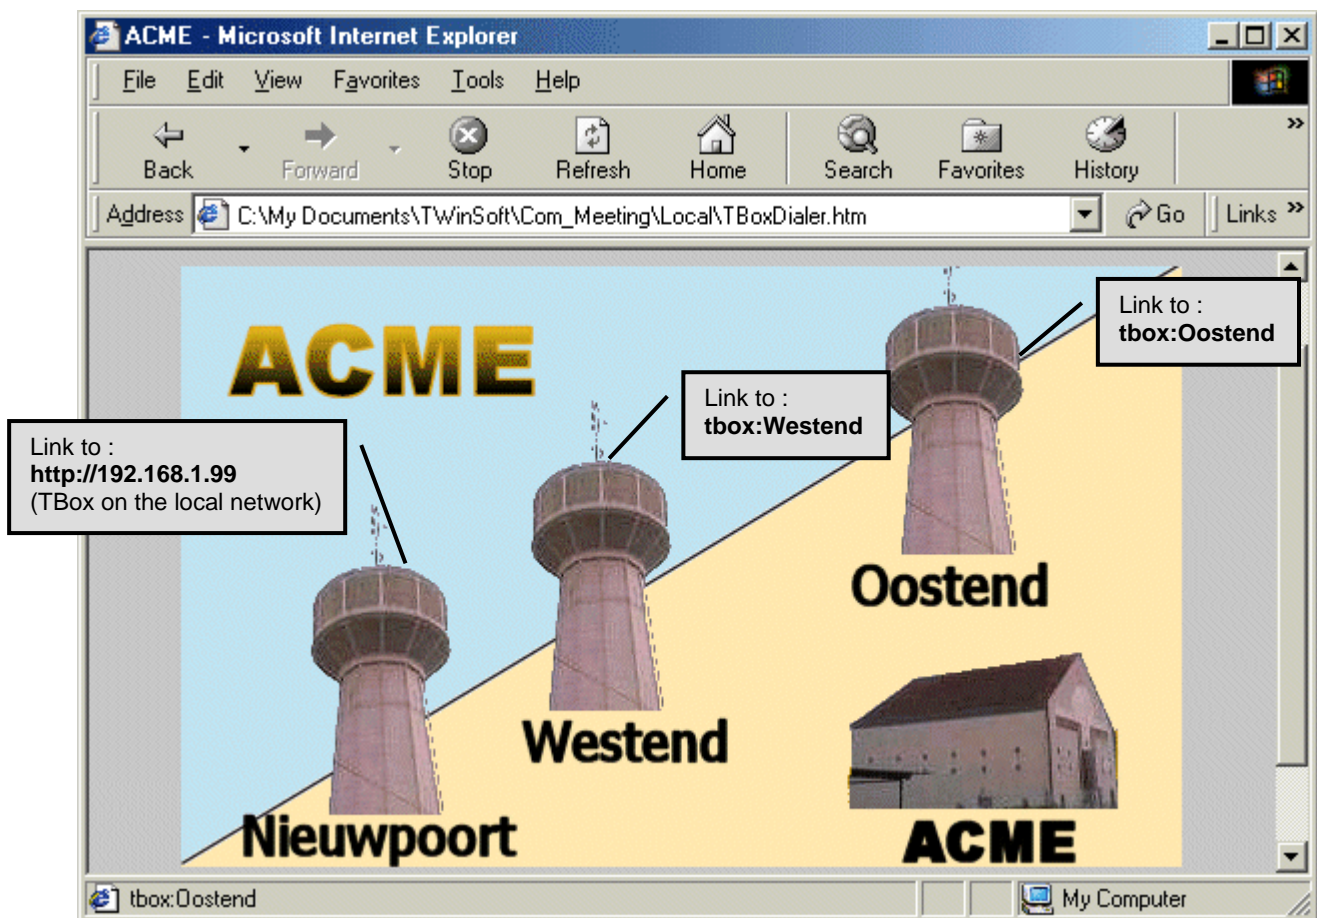 ACME - Microsoft Internet Explorer
File Edit View Favorites Tools Help
Back Forward Stop Refresh Home Search Favorites History »
Address C:\My Documents\TWinSoft\Com_Meeting\Local\TBoxDialer.htm Go Links »
ACME
Link to :
tbox:Oostend
Link to :
tbox:Westend
Link to :
http://192.168.1.99
(TBox on the local network)
Oostend
Westend
Nieuwpoort
ACME
tbox:Oostend My Computer